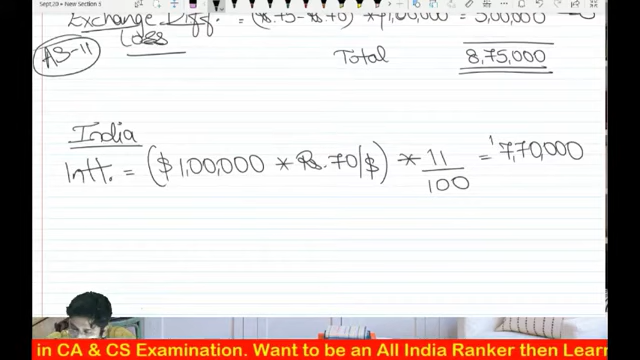 Sept.20 » New Section 3
Exchange Diff. = (Rs 75 - Rs 70) * $1,00,000 = 5,00,000
Loss
AS-11
Total 8,75,000
India
Intt. = ($ 1,00,000 * Rs. 70/$) * 11/100 = 7,70,000
in CA & CS Examination. Want to be an All India Ranker then Learn